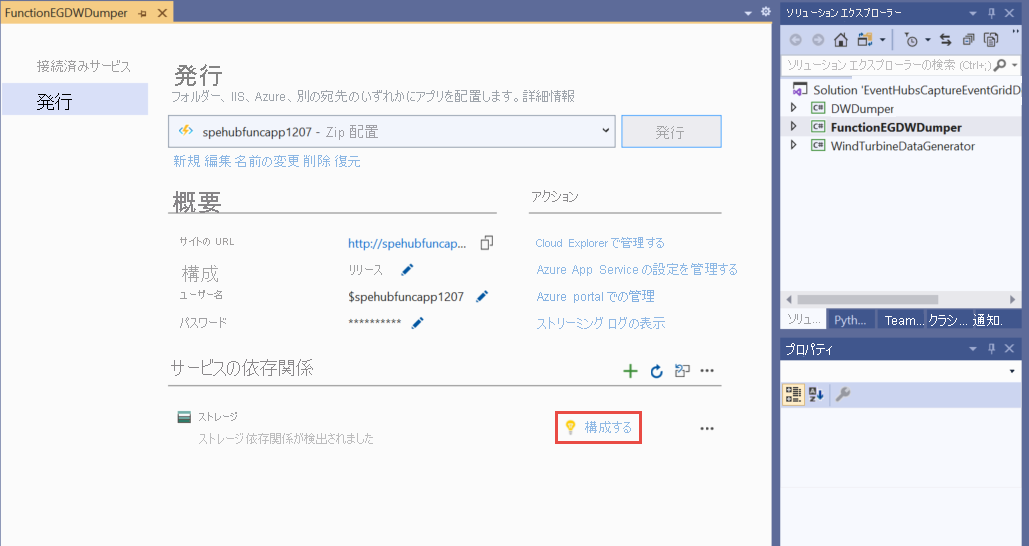 FunctionEGDWDumper
接続済みサービス
発行
発行
フォルダー、IIS、Azure、別の宛先のいずれかにアプリを配置します。詳細情報
spehubfuncapp1207 - Zip 配置
発行
新規 編集 名前の変更 削除 復元
概要
サイトの URL
http://spehubfuncap...
構成
リリース
ユーザー名
$spehubfuncapp1207
パスワード
**********
アクション
Cloud Explorer で管理する
Azure App Service の設定を管理する
Azure portal での管理
ストリーミング ログの表示
サービスの依存関係
ストレージ
ストレージ依存関係が検出されました
構成する
ソリューション エクスプローラー
ソリューション エクスプローラーの検索 (Ctrl+;)
Solution 'EventHubsCaptureEventGridD
C# DWDumper
C# FunctionEGDWDumper
C# WindTurbineDataGenerator
ソリュ... Pyth... Team... クラシ... 通知.
プロパティ